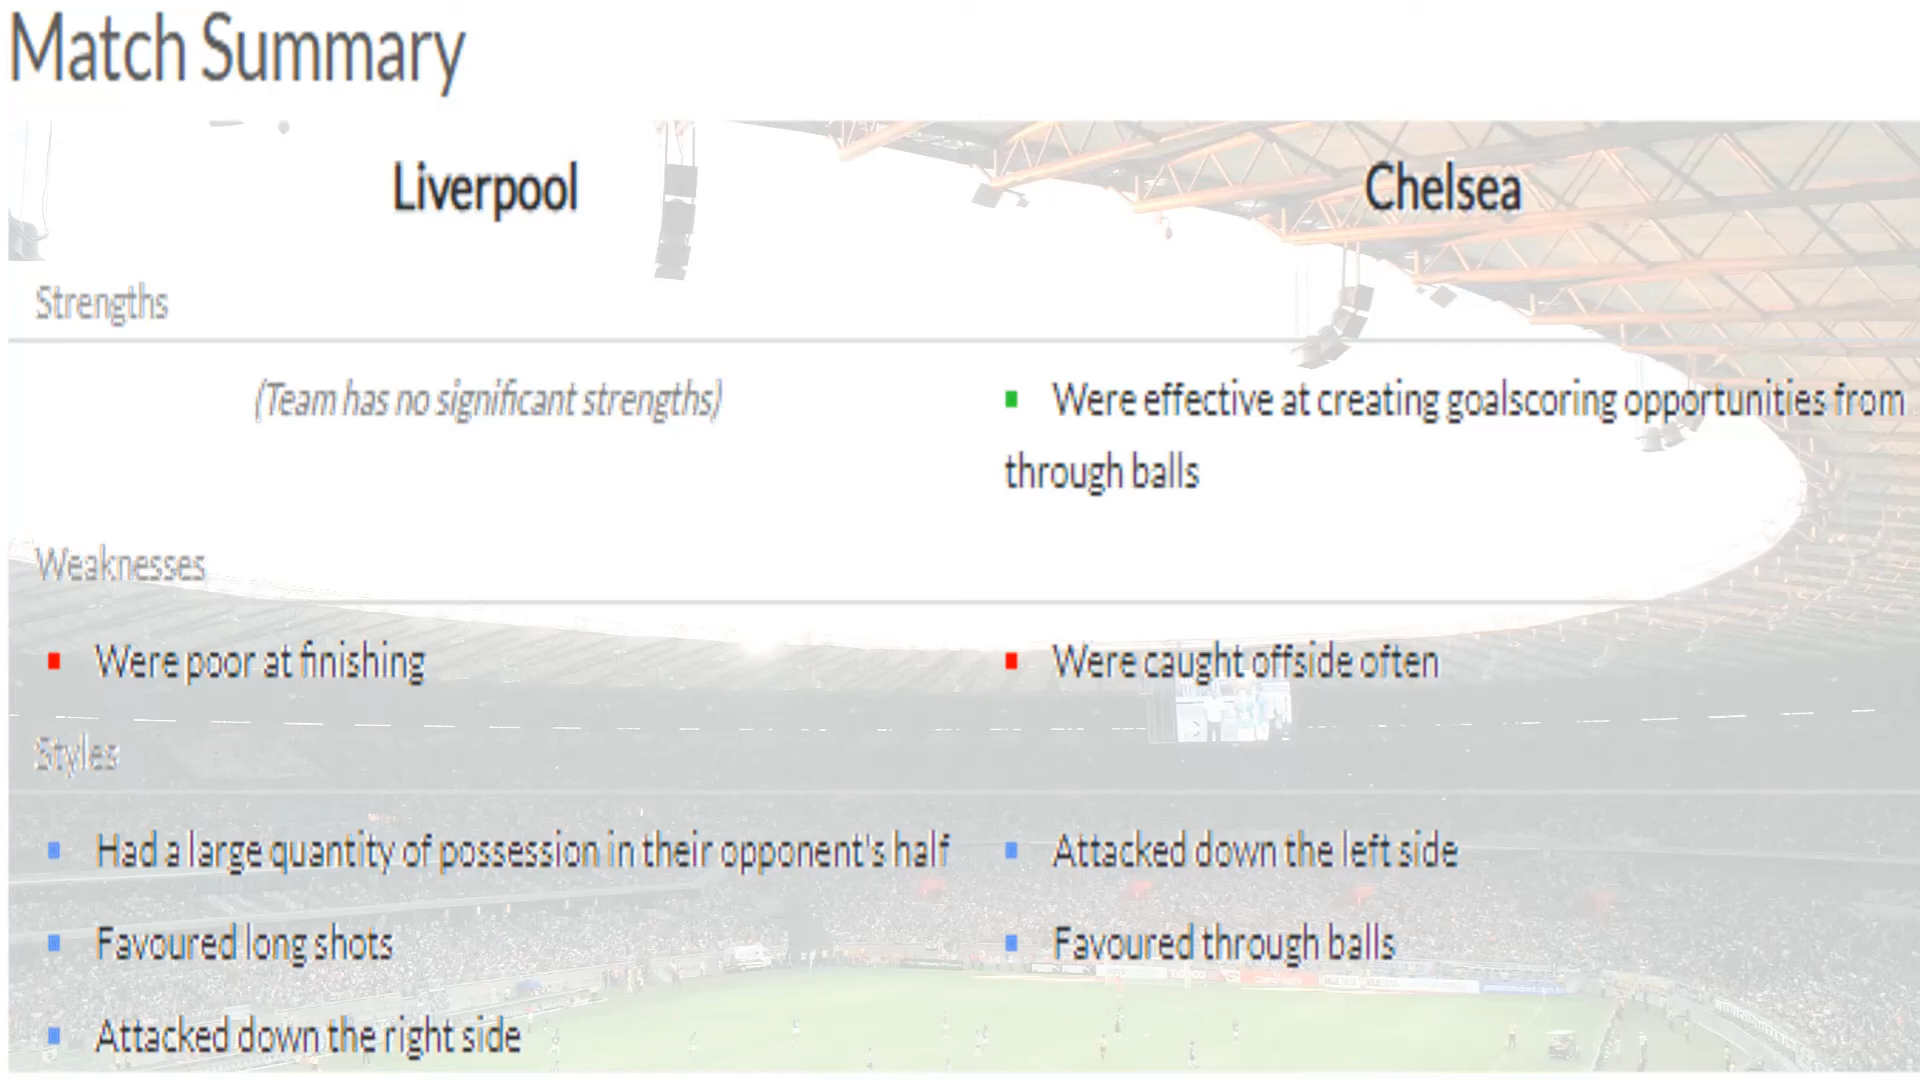 Match Summary
Liverpool
Chelsea
Strengths
(Team has no significant strengths)
Were effective at creating goalscoring opportunities from
through balls
Weaknesses
Were poor at finishing
Were caught offside often
Styles
Had a large quantity of possession in their opponent's half
Attacked down the left side
Favoured long shots
Favoured through balls
Attacked down the right side